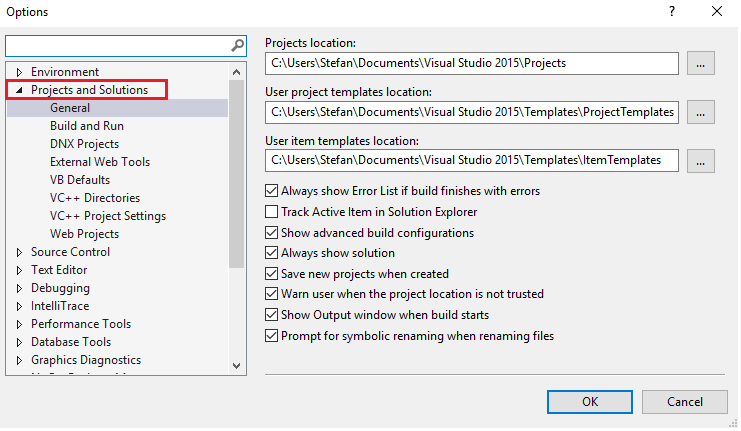 Options
Environment
Projects and Solutions
General
Build and Run
DNX Projects
External Web Tools
VB Defaults
VC++ Directories
VC++ Project Settings
Web Projects
Source Control
Text Editor
Debugging
IntelliTrace
Performance Tools
Database Tools
Graphics Diagnostics
Projects location:
C:\Users\Stefan\Documents\Visual Studio 2015\Projects
...
User project templates location:
C:\Users\Stefan\Documents\Visual Studio 2015\Templates\ProjectTemplates
...
User item templates location:
C:\Users\Stefan\Documents\Visual Studio 2015\Templates\ItemTemplates
...
Always show Error List if build finishes with errors
Track Active Item in Solution Explorer
Show advanced build configurations
Always show solution
Save new projects when created
Warn user when the project location is not trusted
Show Output window when build starts
Prompt for symbolic renaming when renaming files
OK
Cancel